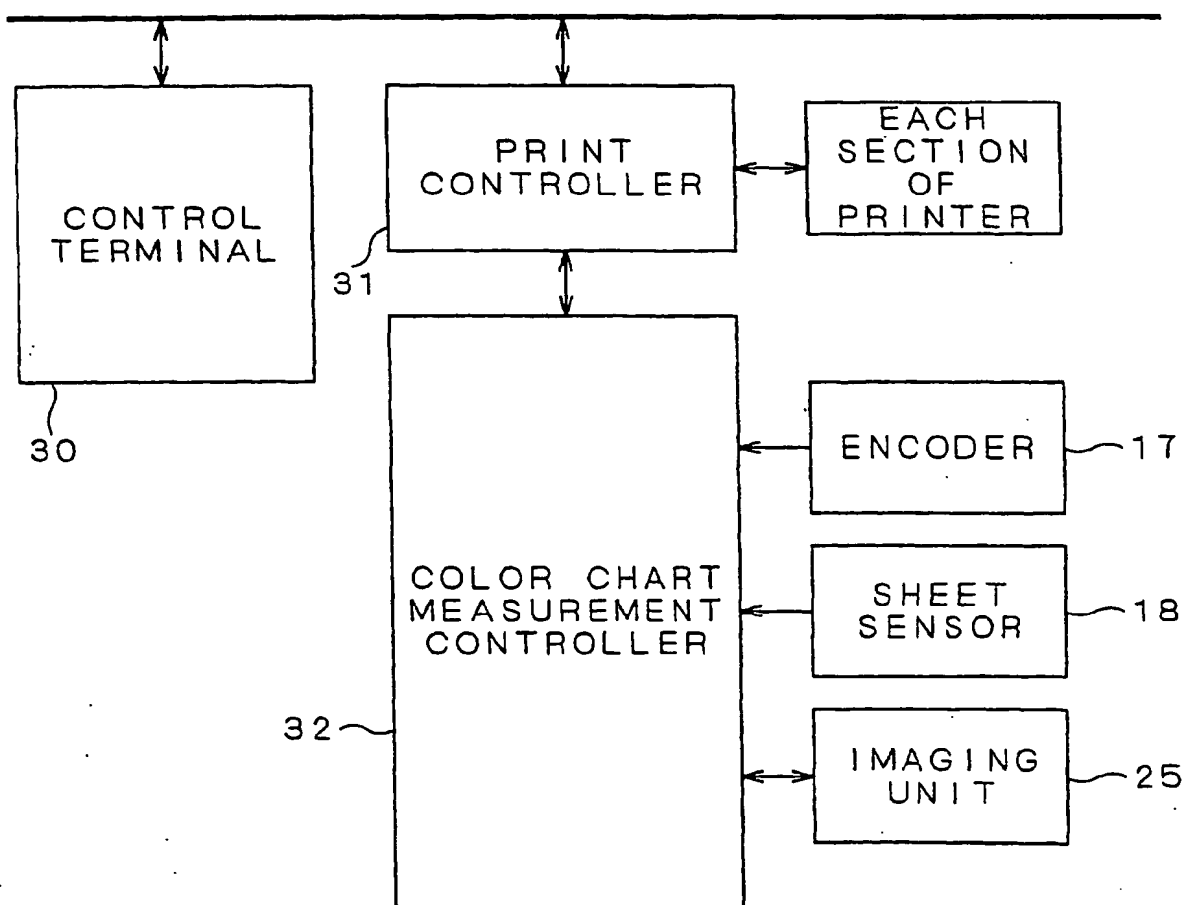 CONTROL
TERMINAL
30
PRINT
CONTROLLER
31
EACH
SECTION
OF
PRINTER
COLOR CHART
MEASUREMENT
CONTROLLER
32
ENCODER
17
SHEET
SENSOR
18
IMAGING
UNIT
25